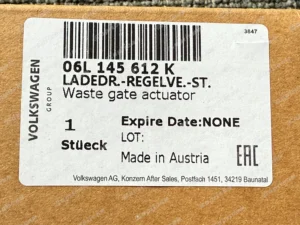 3647
VOLKSWAGEN
GROUP
06L 145 612 K
LADEDR.-REGELVE.-ST.
Waste gate actuator
1
Stüeck
Expire Date:NONE
LOT:
Made in Austria
EAC
Volkswagen AG, Konzern After Sales, Postfach 1451, 34219 Baunatal